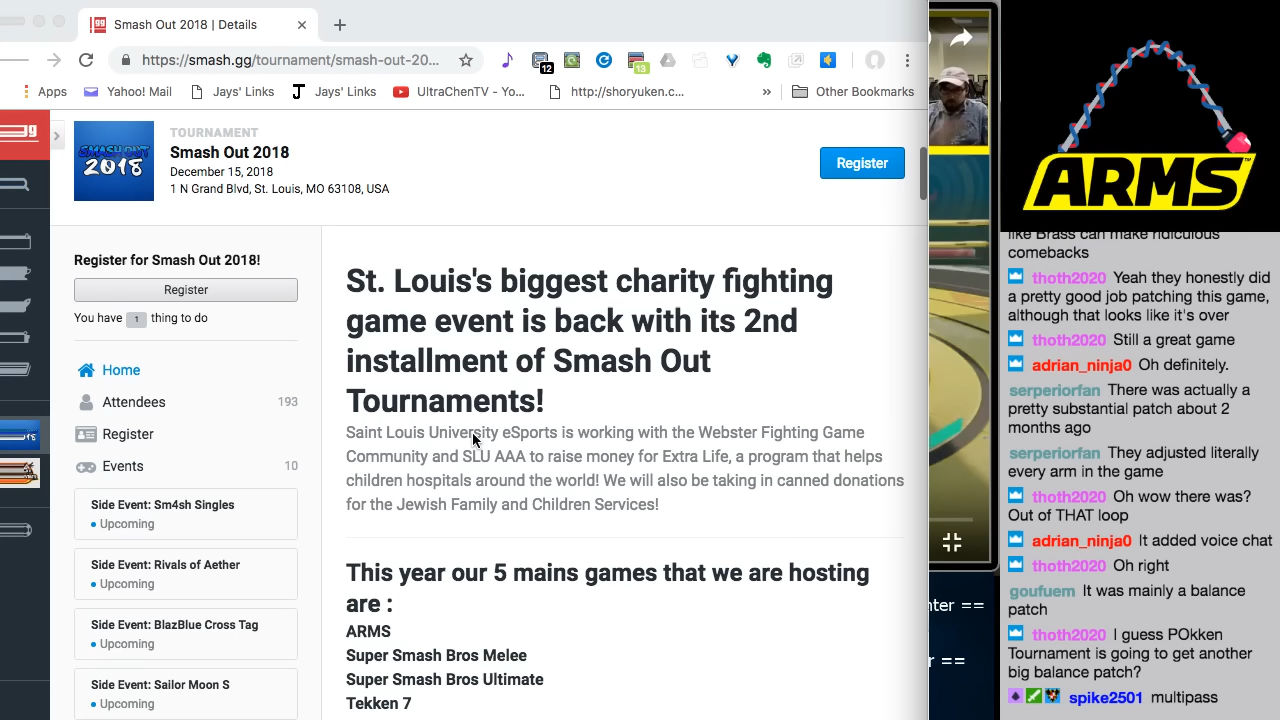 Smash Out 2018 | Details
https://smash.gg/tournament/smash-out-20...
12
13
Apps
Yahoo! Mail
Jays' Links
Jays' Links
UltraChenTV - Yo...
http://shoryuken.c...
»
Other Bookmarks
SMASH OUT
2018
TOURNAMENT
Smash Out 2018
December 15, 2018
1 N Grand Blvd, St. Louis, MO 63108, USA
Register
Register for Smash Out 2018!
Register
You have 1 thing to do
Home
Attendees 193
Register
Events 10
Side Event: Sm4sh Singles
Upcoming
Side Event: Rivals of Aether
Upcoming
Side Event: BlazBlue Cross Tag
Upcoming
Side Event: Sailor Moon S
Upcoming
St. Louis's biggest charity fighting
game event is back with its 2nd
installment of Smash Out
Tournaments!
Saint Louis University eSports is working with the Webster Fighting Game
Community and SLU AAA to raise money for Extra Life, a program that helps
children hospitals around the world! We will also be taking in canned donations
for the Jewish Family and Children Services!
This year our 5 mains games that we are hosting
are :
ARMS
Super Smash Bros Melee
Super Smash Bros Ultimate
Tekken 7
nter ==
r ==
ARMS
like Brass can make ridiculous
comebacks
thoth2020 Yeah they honestly did
a pretty good job patching this game,
although that looks like it's over
thoth2020 Still a great game
adrian_ninja0 Oh definitely.
serperiorfan There was actually a
pretty substantial patch about 2
months ago
serperiorfan They adjusted literally
every arm in the game
thoth2020 Oh wow there was?
Out of THAT loop
adrian_ninja0 It added voice chat
thoth2020 Oh right
goufuem It was mainly a balance
patch
thoth2020 I guess POkken
Tournament is going to get another
big balance patch?
spike2501 multipass